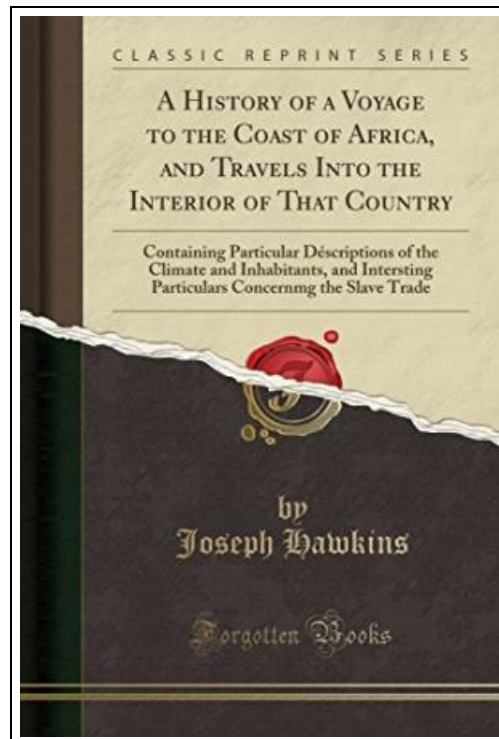 CLASSIC REPRINT SERIES
A HISTORY OF A VOYAGE
TO THE COAST OF AFRICA,
AND TRAVELS INTO THE
INTERIOR OF THAT COUNTRY
Containing Particular Déscriptions of the
Climate and Inhabitants, and Intersting
Particulars Concernmg the Slave Trade
by
Joseph Hawkins
Forgotten Books